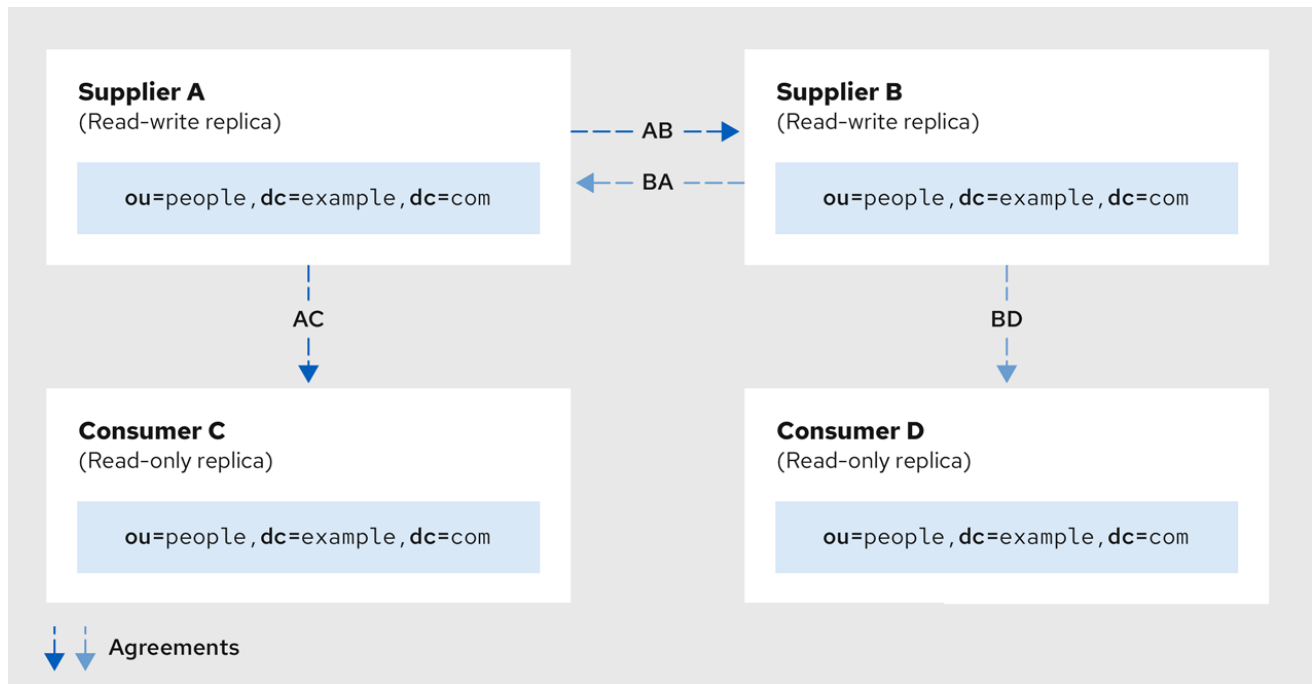 Supplier A
(Read-write replica)
ou=people,dc=example,dc=com
AB
BA
Supplier B
(Read-write replica)
ou=people,dc=example,dc=com
AC
BD
Consumer C
(Read-only replica)
ou=people,dc=example,dc=com
Consumer D
(Read-only replica)
ou=people,dc=example,dc=com
Agreements